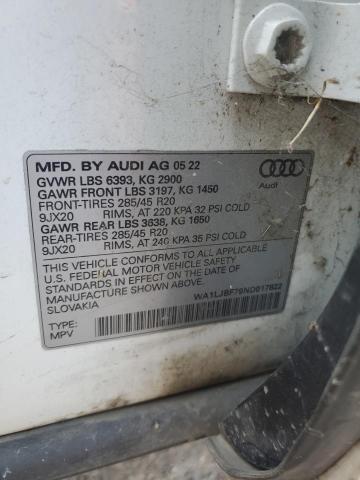 MFD. BY AUDI AG 05 22
GVWR LBS 6393, KG 2900
GAWR FRONT LBS 3197, KG 1450
FRONT-TIRES 285/45 R20
9JX20 RIMS, AT 220 KPA 32 PSI COLD
GAWR REAR LBS 3638, KG 1650
REAR-TIRES 285/45 R20
9JX20 RIMS, AT 240 KPA 35 PSI COLD
THIS VEHICLE CONFORMS TO ALL APPLICABLE
U.S. FEDERAL MOTOR VEHICLE SAFETY
STANDARDS IN EFFECT ON THE DATE OF
MANUFACTURE SHOWN ABOVE
SLOVAKIA
WA1LJBF79ND017822
TYPE:
MPV
Audi